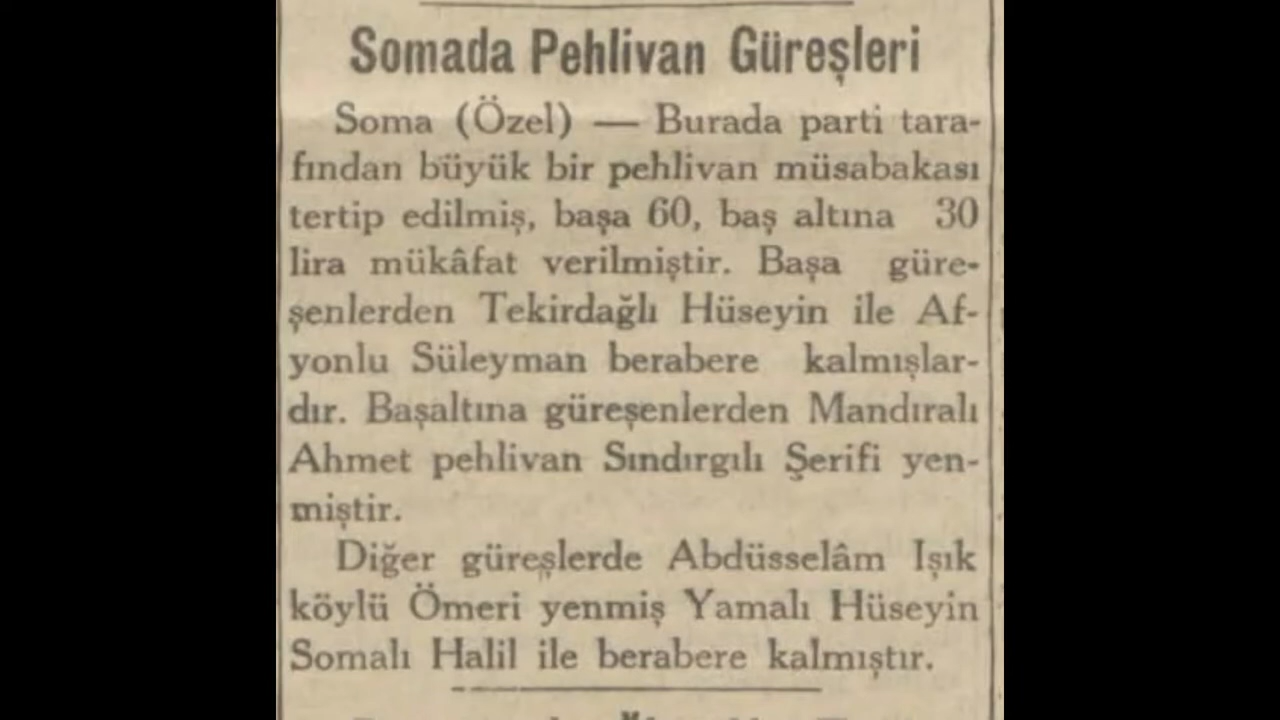 Somada Pehlivan Güreşleri
Soma (Özel) — Burada parti tara-
fından büyük bir pehlivan müsabakası
tertip edilmiş, başa 60, baş altına 30
lira mükâfat verilmiştir. Başa güre-
şenlerden Tekirdağlı Hüseyin ile Af-
yonlu Süleyman berabere kalmışlar-
dır. Başaltına güreşenlerden Mandıralı
Ahmet pehlivan Sındırgılı Şerifi yen-
miştir.
Diğer güreşlerde Abdüsselâm Işık
köylü Ömeri yenmiş Yamalı Hüseyin
Somalı Halil ile berabere kalmıştır.